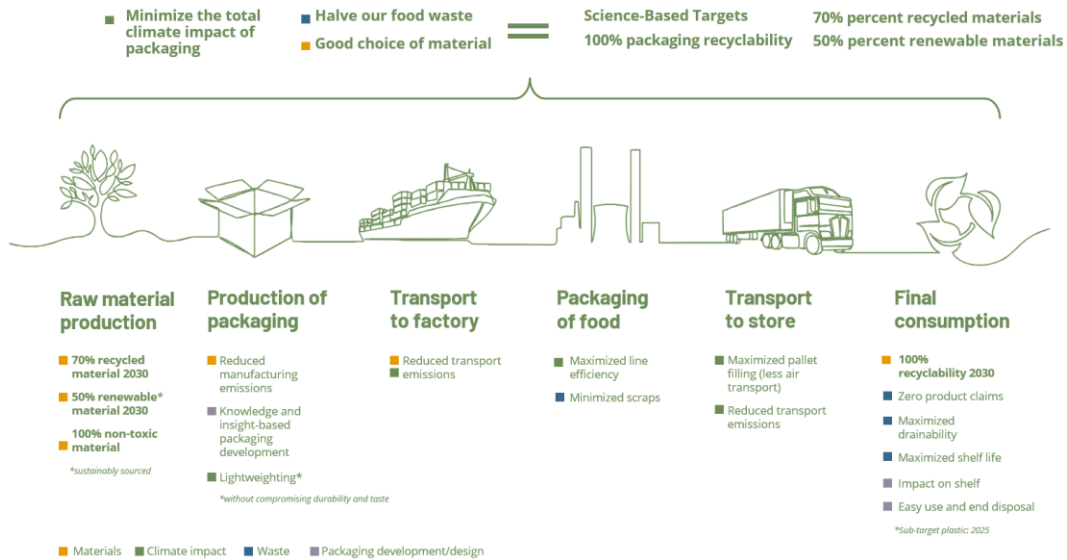 Minimize the total
climate impact of
packaging
Halve our food waste
Good choice of material
Science-Based Targets
100% packaging recyclability
70% percent recycled materials
50% percent renewable materials
Raw material
production
70% recycled
material 2030
50% renewable*
material 2030
100% non-toxic
material
*sustainably sourced
Production of
packaging
Reduced
manufacturing
emissions
Knowledge and
insight-based
packaging
development
Lightweighting*
*without compromising durability and taste
Transport
to factory
Reduced transport
emissions
Packaging
of food
Maximized line
efficiency
Minimized scraps
Transport
to store
Maximized pallet
filling (less air
transport)
Reduced transport
emissions
Final
consumption
100%
recyclability 2030
Zero product claims
Maximized
drainability
Maximized shelf life
Impact on shelf
Easy use and end disposal
*Sub-target plastic: 2025
Materials
Climate impact
Waste
Packaging development/design